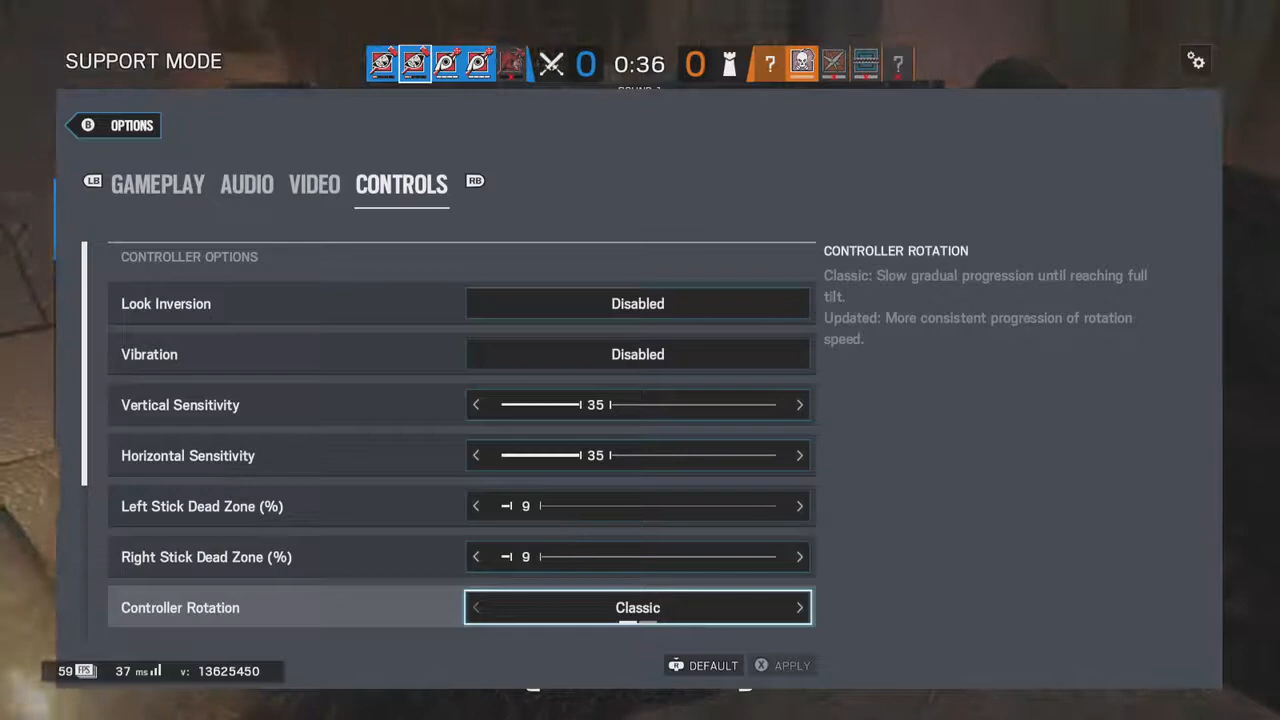 SUPPORT MODE
0 0:36 0 ? ?
B OPTIONS
LB GAMEPLAY AUDIO VIDEO CONTROLS RB
CONTROLLER OPTIONS
Look Inversion Disabled
Vibration Disabled
Vertical Sensitivity 35
Horizontal Sensitivity 35
Left Stick Dead Zone (%) 9
Right Stick Dead Zone (%) 9
Controller Rotation Classic
CONTROLLER ROTATION
Classic: Slow gradual progression until reaching full
tilt.
Updated: More consistent progression of rotation
speed.
59 FPS 37 ms v: 13625450
R DEFAULT X APPLY